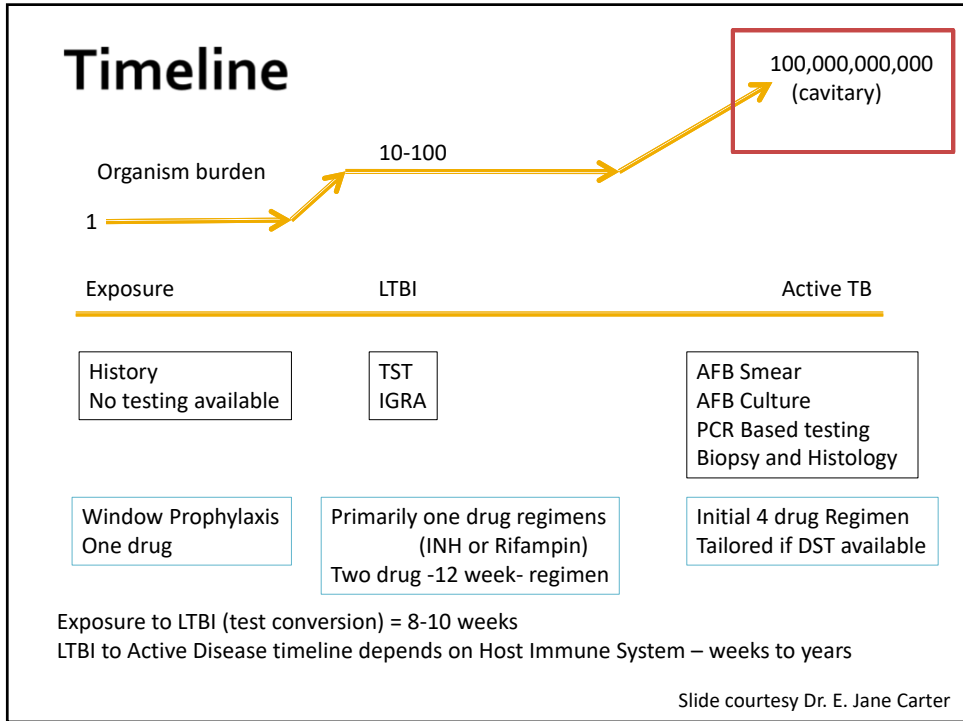 Timeline
100,000,000,000
(cavitary)
10-100
Organism burden
1
Exposure
LTBI
Active TB
History
No testing available
TST
IGRA
AFB Smear
AFB Culture
PCR Based testing
Biopsy and Histology
Window Prophylaxis
One drug
Primarily one drug regimens
(INH or Rifampin)
Two drug -12 week- regimen
Initial 4 drug Regimen
Tailored if DST available
Exposure to LTBI (test conversion) = 8-10 weeks
LTBI to Active Disease timeline depends on Host Immune System – weeks to years
Slide courtesy Dr. E. Jane Carter